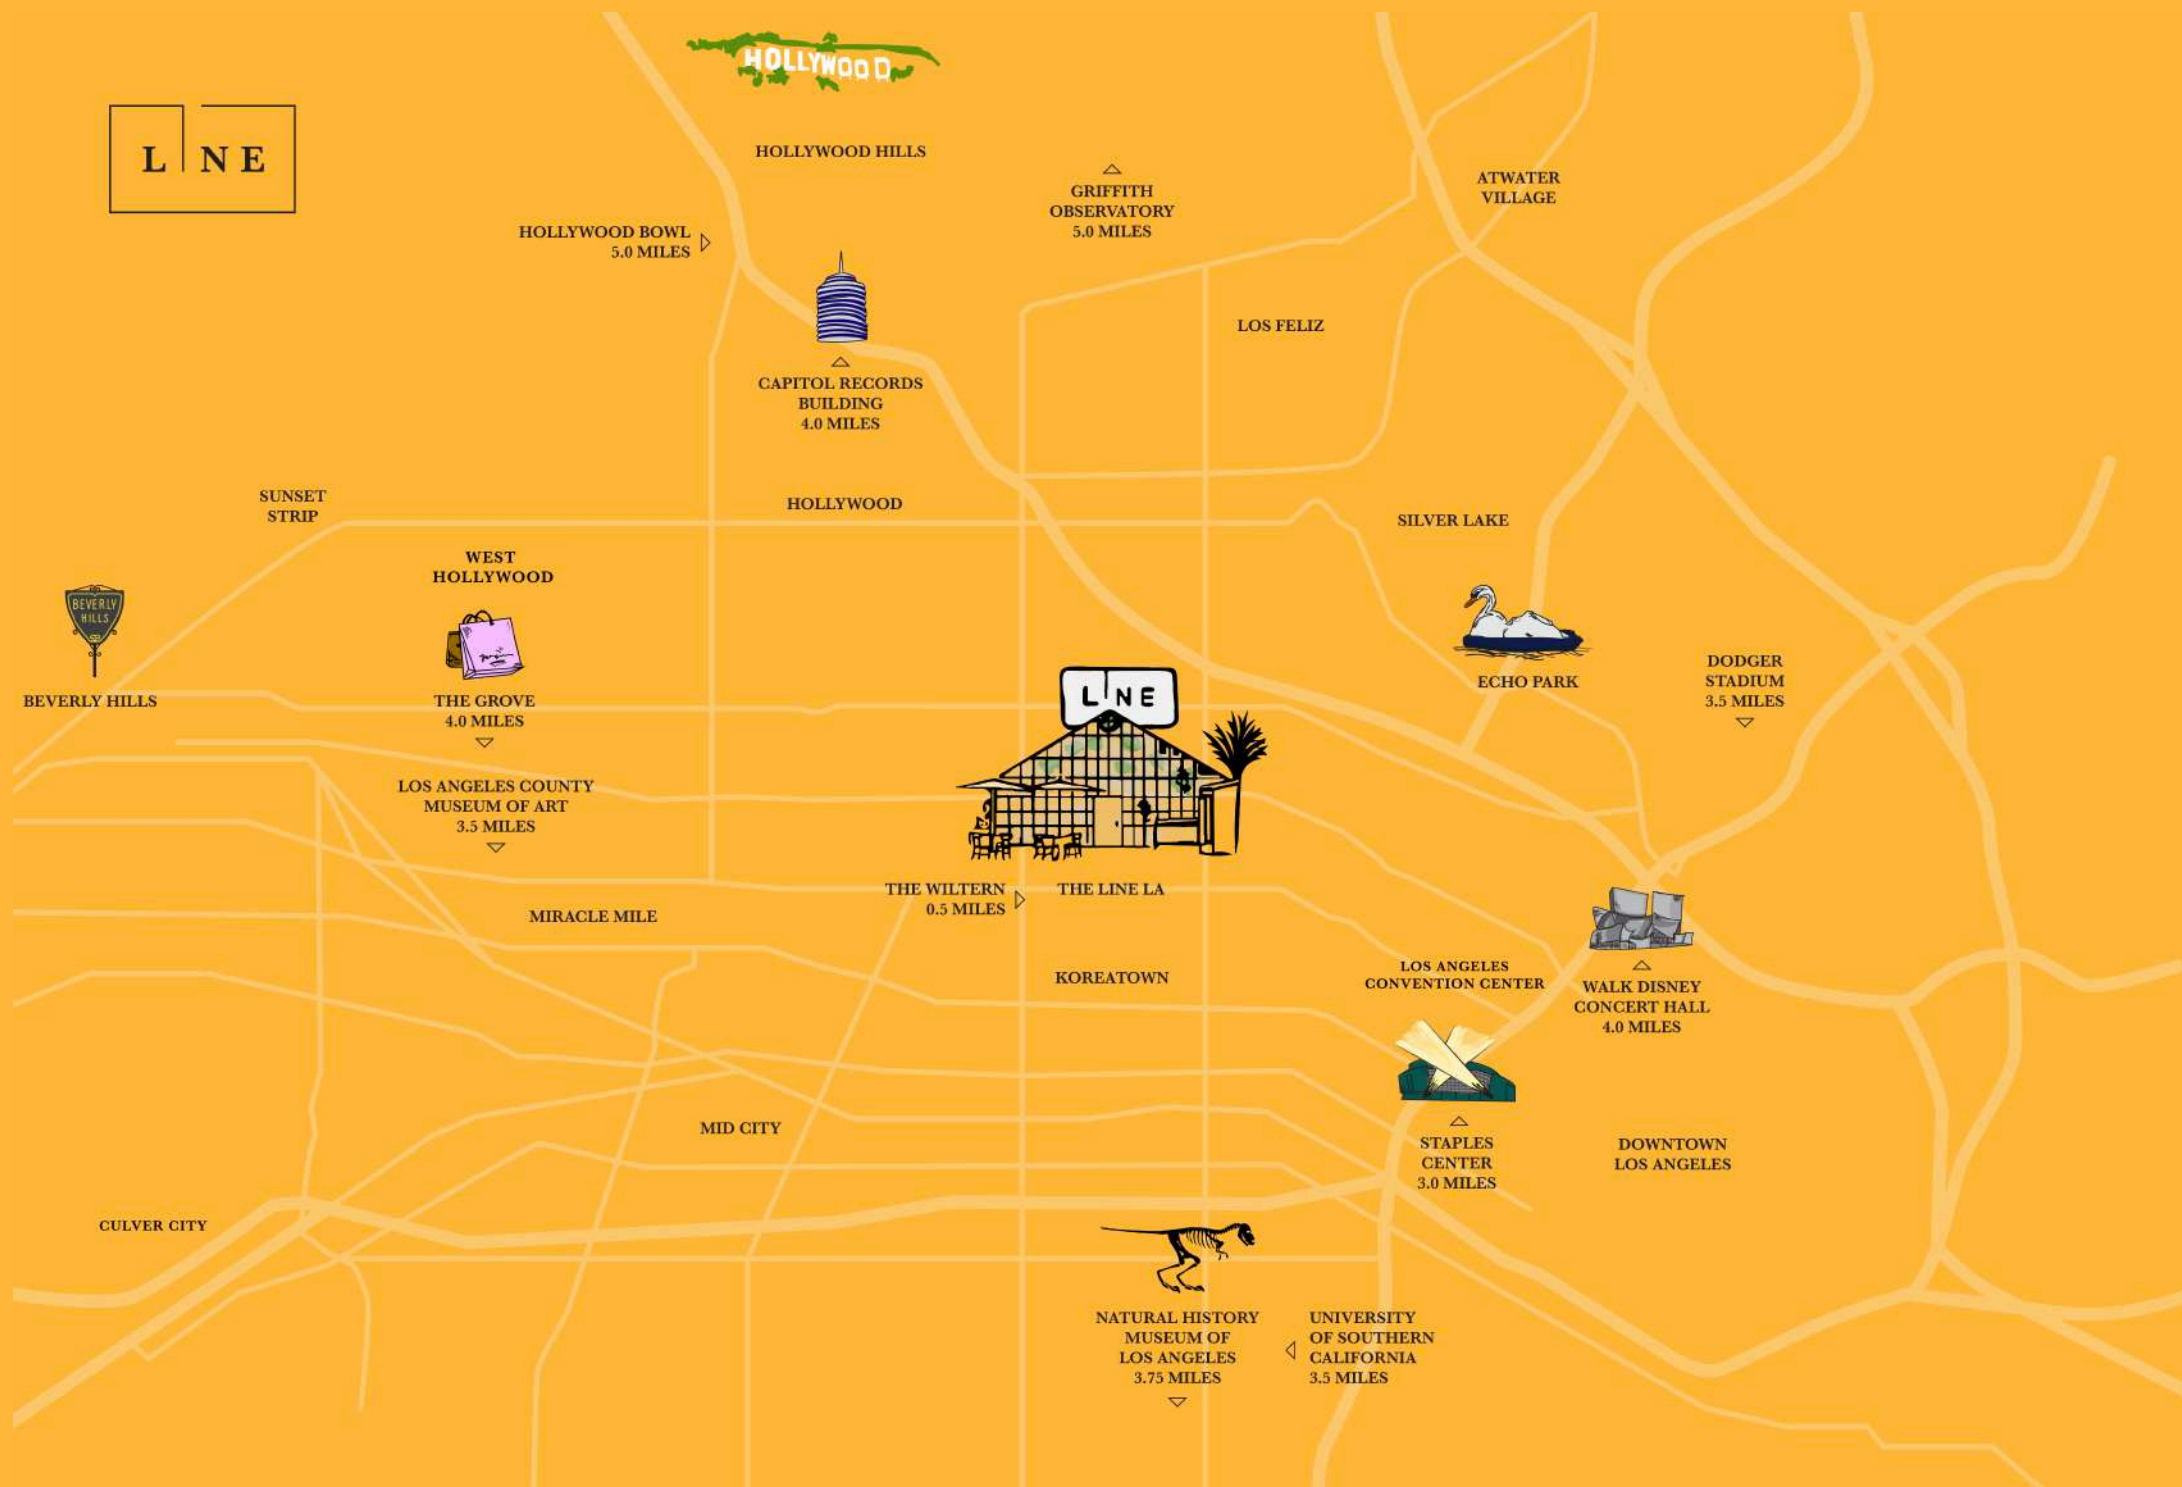 HOLLYWOOD
L NE
HOLLYWOOD HILLS
ATWATER
VILLAGE
GRIFFITH
OBSERVATORY
5.0 MILES
HOLLYWOOD BOWL
5.0 MILES
LOS FELIZ
CAPITOL RECORDS
BUILDING
4.0 MILES
SUNSET
STRIP
HOLLYWOOD
SILVER LAKE
WEST
HOLLYWOOD
BEVERLY
HILLS
BEVERLY HILLS
THE GROVE
4.0 MILES
L NE
ECHO PARK
DODGER
STADIUM
3.5 MILES
LOS ANGELES COUNTY
MUSEUM OF ART
3.5 MILES
THE WILTERN
0.5 MILES
THE LINE LA
MIRACLE MILE
KOREATOWN
LOS ANGELES
CONVENTION CENTER
WALK DISNEY
CONCERT HALL
4.0 MILES
MID CITY
STAPLES
CENTER
3.0 MILES
DOWNTOWN
LOS ANGELES
CULVER CITY
NATURAL HISTORY
MUSEUM OF
LOS ANGELES
3.75 MILES
UNIVERSITY
OF SOUTHERN
CALIFORNIA
3.5 MILES